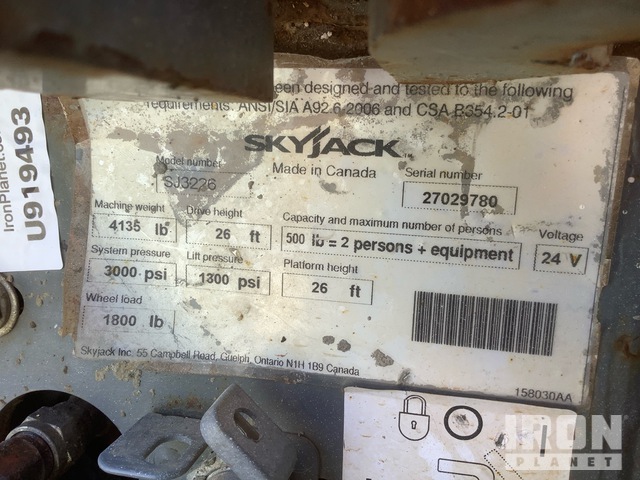 een designed and tested to the following
requirements: ANSI/SIA A92.6 2006 and CSA B354.2-01
SKYJACK
Made in Canada
Model number
SJ3226
Serial number
27029780
Machine weight
4135 lb
Drive height
26 ft
Capacity and maximum number of persons
500 lb = 2 persons + equipment
Voltage
24 V
System pressure
3000 psi
Lift pressure
1300 psi
Platform height
26 ft
Wheel load
1800 lb
Skyjack Inc. 55 Campbell Road, Guelph, Ontario N1H 1B9 Canada
158030AA
IronPlanet.com
U919493
IRON
PLANET